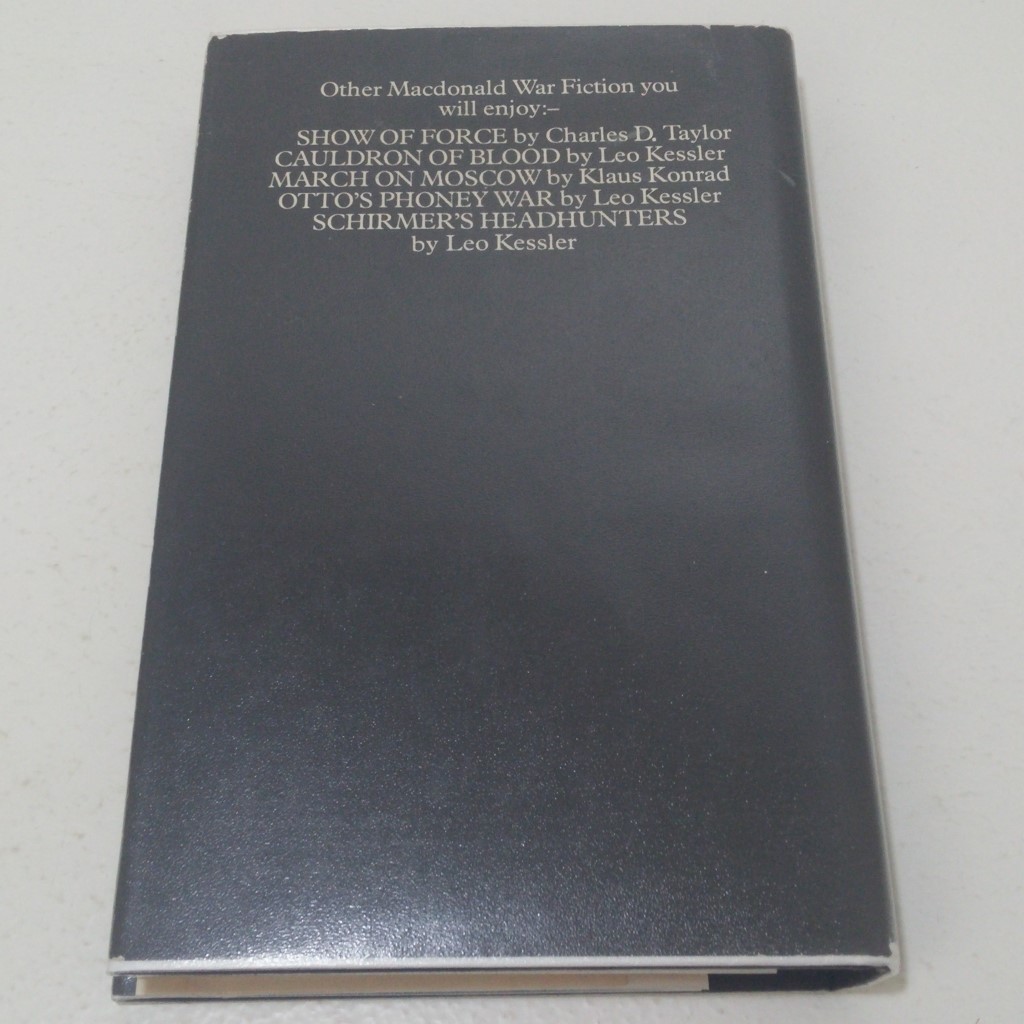 Other Macdonald War Fiction you
will enjoy:–
SHOW OF FORCE by Charles D. Taylor
CAULDRON OF BLOOD by Leo Kessler
MARCH ON MOSCOW by Klaus Konrad
OTTO'S PHONEY WAR by Leo Kessler
SCHIRMER'S HEADHUNTERS
by Leo Kessler